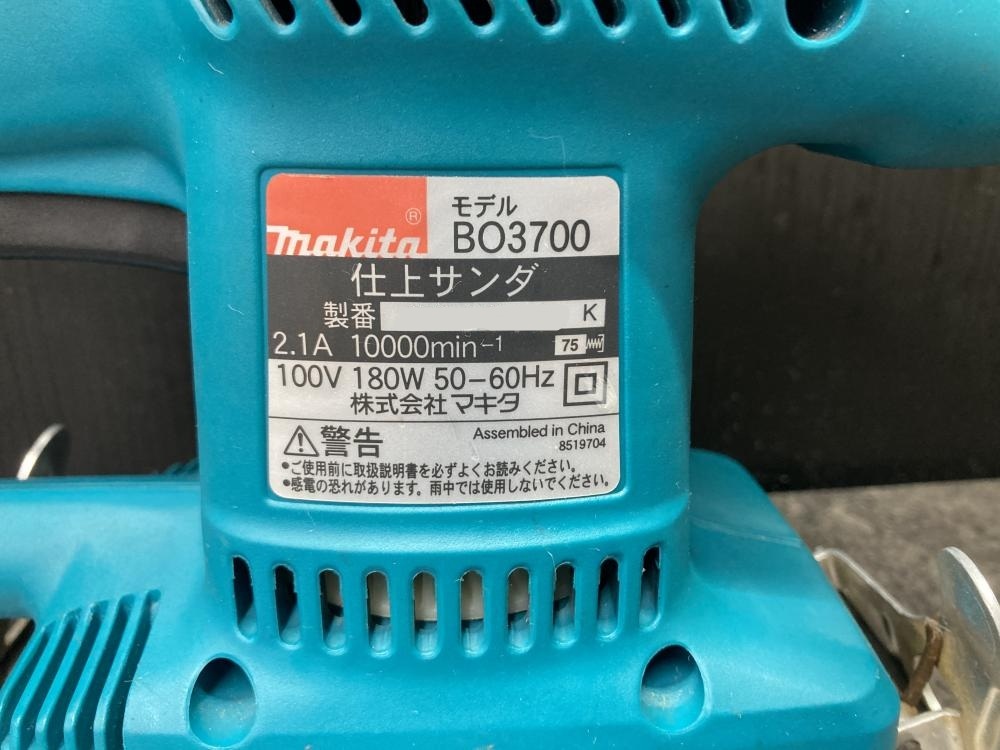 makita®
モデル
BO3700
仕上サンダ
製番 K
2.1A 10000min-1 75
100V 180W 50-60Hz
株式会社マキタ
警告
Assembled in China
8519704
●ご使用前に取扱説明書を必ずよくお読みください。
●感電の恐れがあります。雨中では使用しないでください。